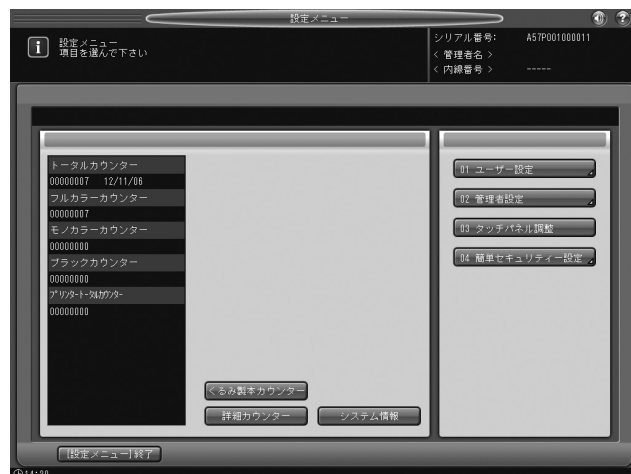 設定メニュー
設定メニュー
項目を選んで下さい
シリアル番号: A57P001000011
< 管理者名 >
< 内線番号 > -----
トータルカウンター
00000007 12/11/06
フルカラーカウンター
00000007
モノカラーカウンター
00000000
ブラックカウンター
00000000
プリンタートータルカウンター
00000000
くるみ製本カウンター
詳細カウンター
システム情報
01 ユーザー設定
02 管理者設定
03 タッチパネル調整
04 簡単セキュリティー設定
[設定メニュー]終了